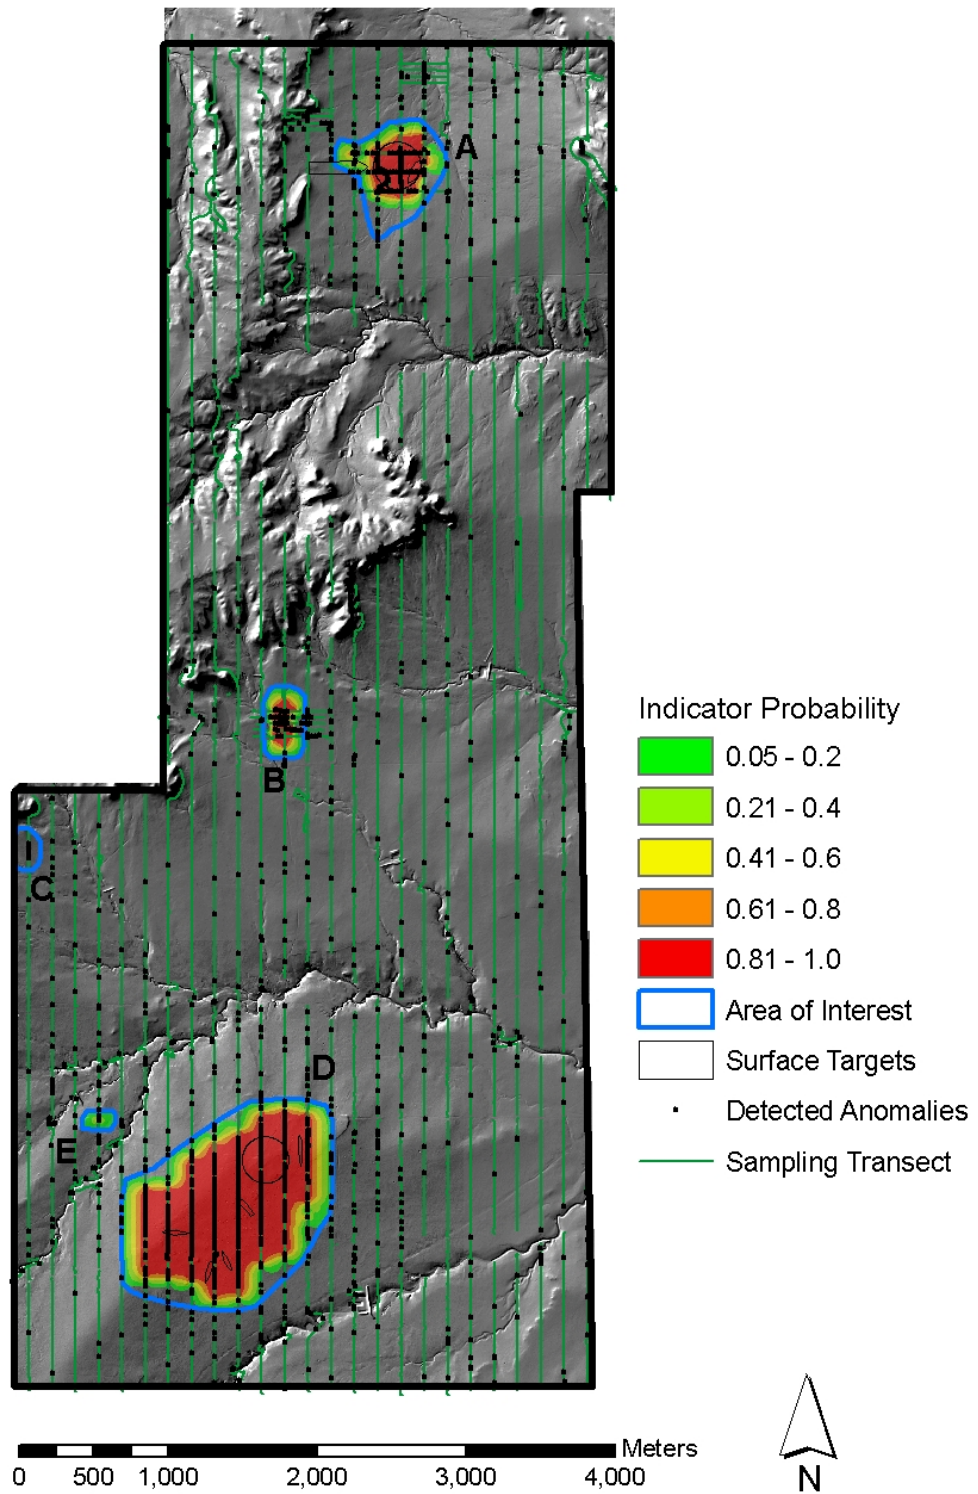 A
B
C
D
E
Indicator Probability
0.05 - 0.2
0.21 - 0.4
0.41 - 0.6
0.61 - 0.8
0.81 - 1.0
Area of Interest
Surface Targets
Detected Anomalies
Sampling Transect
Meters
0 500 1,000 2,000 3,000 4,000
N